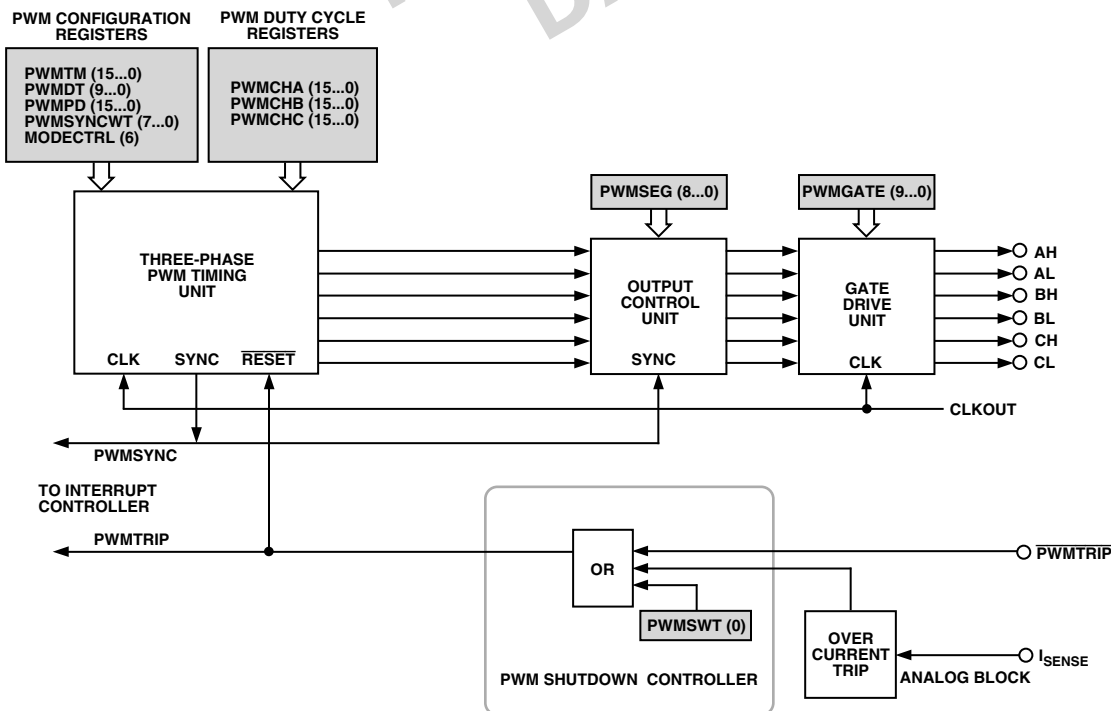 PWM CONFIGURATION
REGISTERS
PWM DUTY CYCLE
REGISTERS
PWMTM (15...0)
PWMDT (9...0)
PWMPD (15...0)
PWMSYNCWT (7...0)
MODECTRL (6)
PWMCHA (15...0)
PWMCHB (15...0)
PWMCHC (15...0)
PWMSEG (8...0)
PWMGATE (9...0)
THREE-PHASE
PWM TIMING
UNIT
CLK SYNC RESET
OUTPUT
CONTROL
UNIT
SYNC
GATE
DRIVE
UNIT
CLK
AH
AL
BH
BL
CH
CL
CLKOUT
PWMSYNC
TO INTERRUPT
CONTROLLER
PWMTRIP
OR
PWMTRIP
PWMSWT (0)
OVER
CURRENT
TRIP
ISENSE
ANALOG BLOCK
PWM SHUTDOWN CONTROLLER